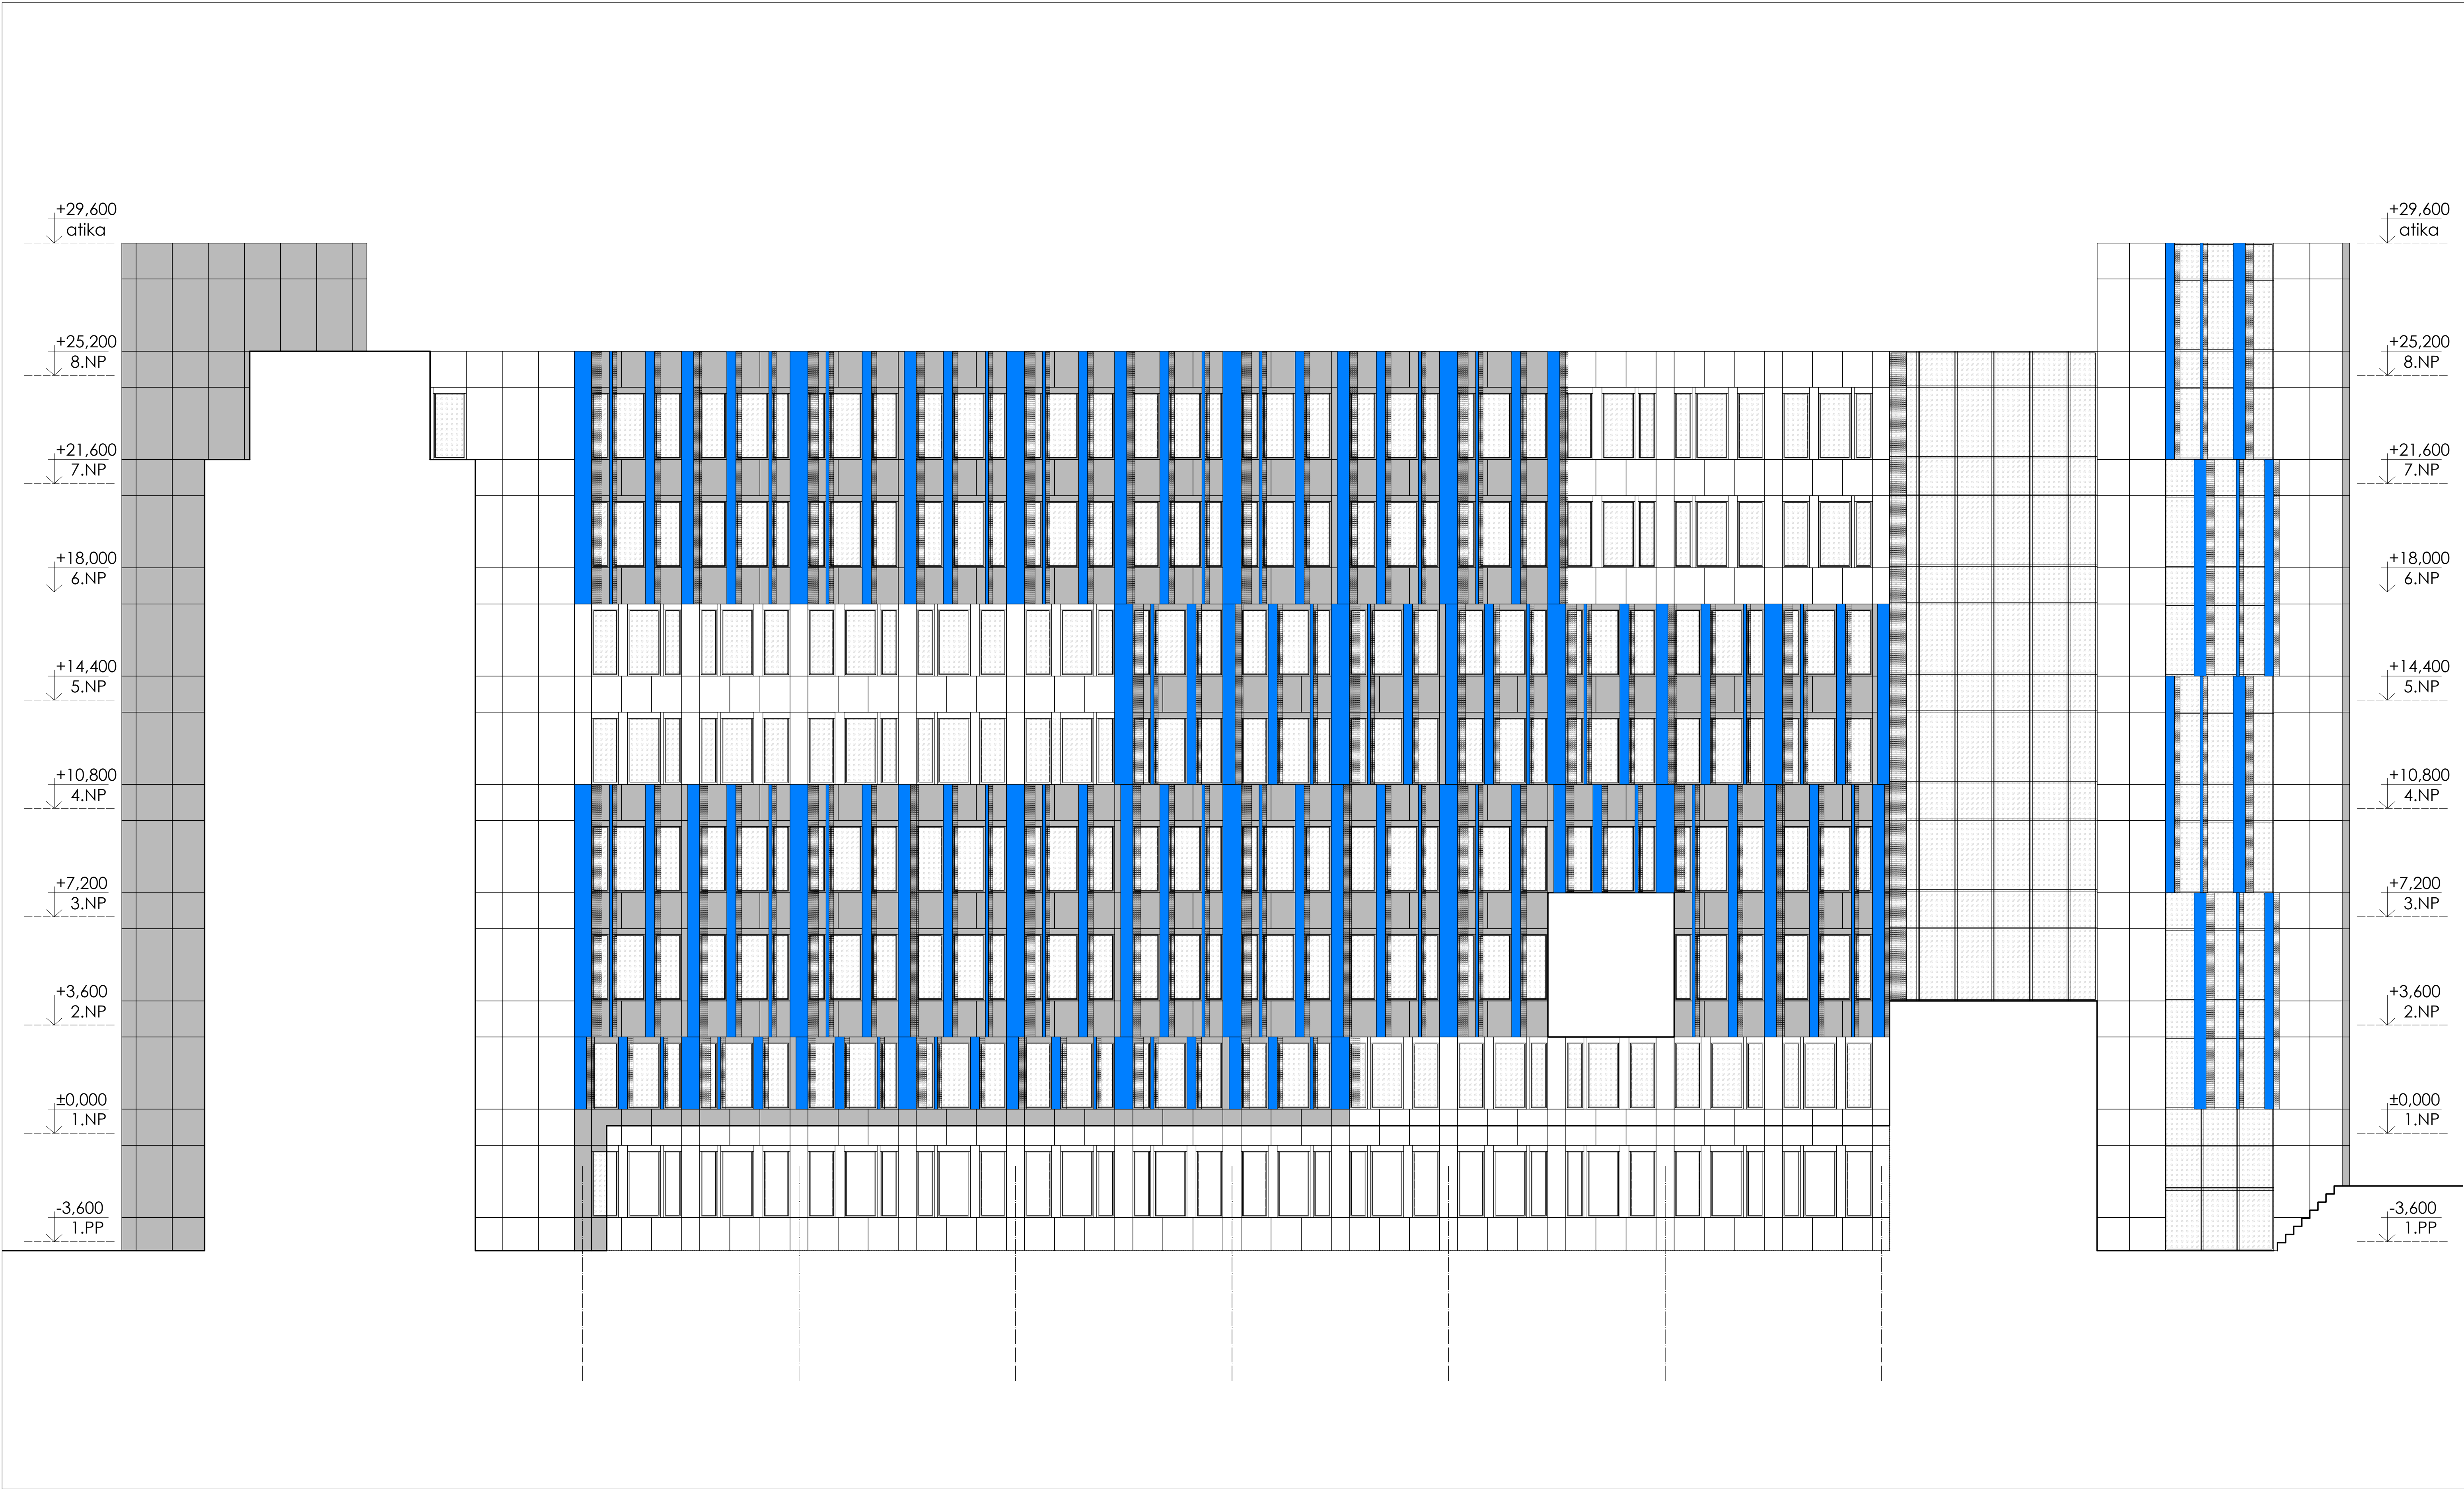 +29,600
atika
+25,200
8.NP
+21,600
7.NP
+18,000
6.NP
+14,400
5.NP
+10,800
4.NP
+7,200
3.NP
+3,600
2.NP
±0,000
1.NP
-3,600
1.PP
+29,600
atika
+25,200
8.NP
+21,600
7.NP
+18,000
6.NP
+14,400
5.NP
+10,800
4.NP
+7,200
3.NP
+3,600
2.NP
±0,000
1.NP
-3,600
1.PP